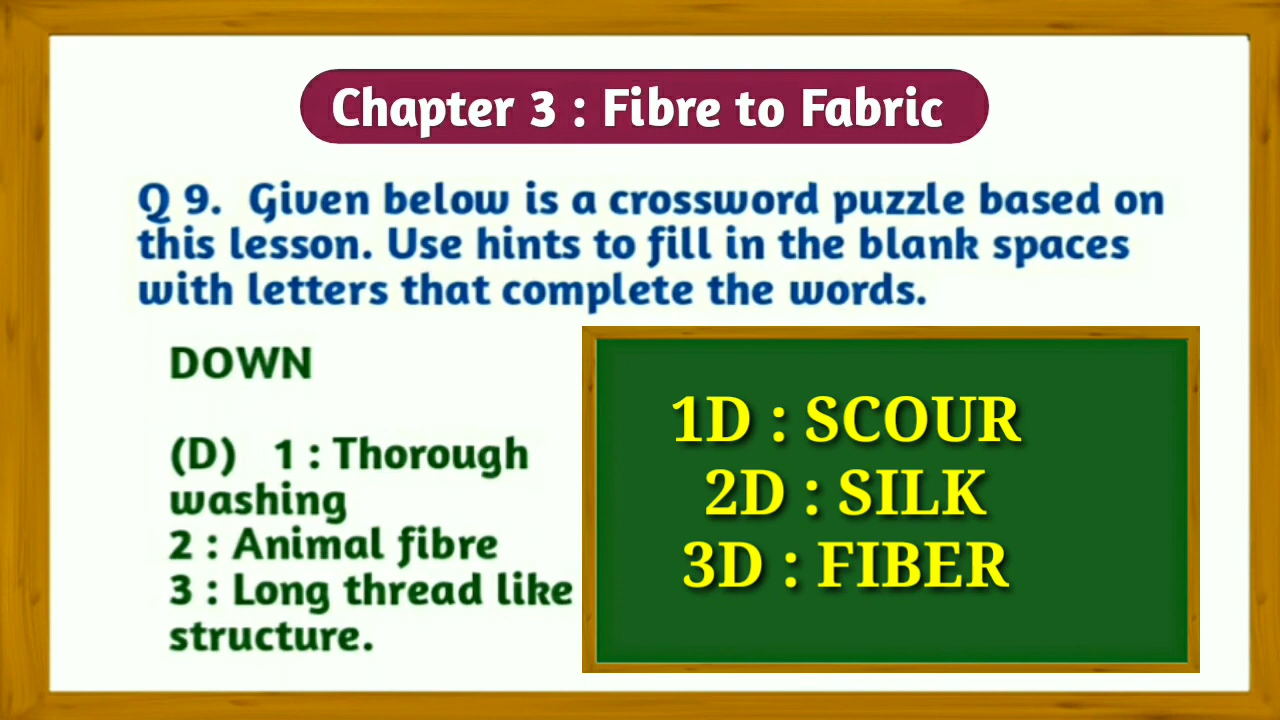 Chapter 3 : Fibre to Fabric
Q 9. Given below is a crossword puzzle based on
this lesson. Use hints to fill in the blank spaces
with letters that complete the words.
DOWN
(D) 1 : Thorough
washing
2 : Animal fibre
3 : Long thread like
structure.
1D : SCOUR
2D : SILK
3D : FIBER